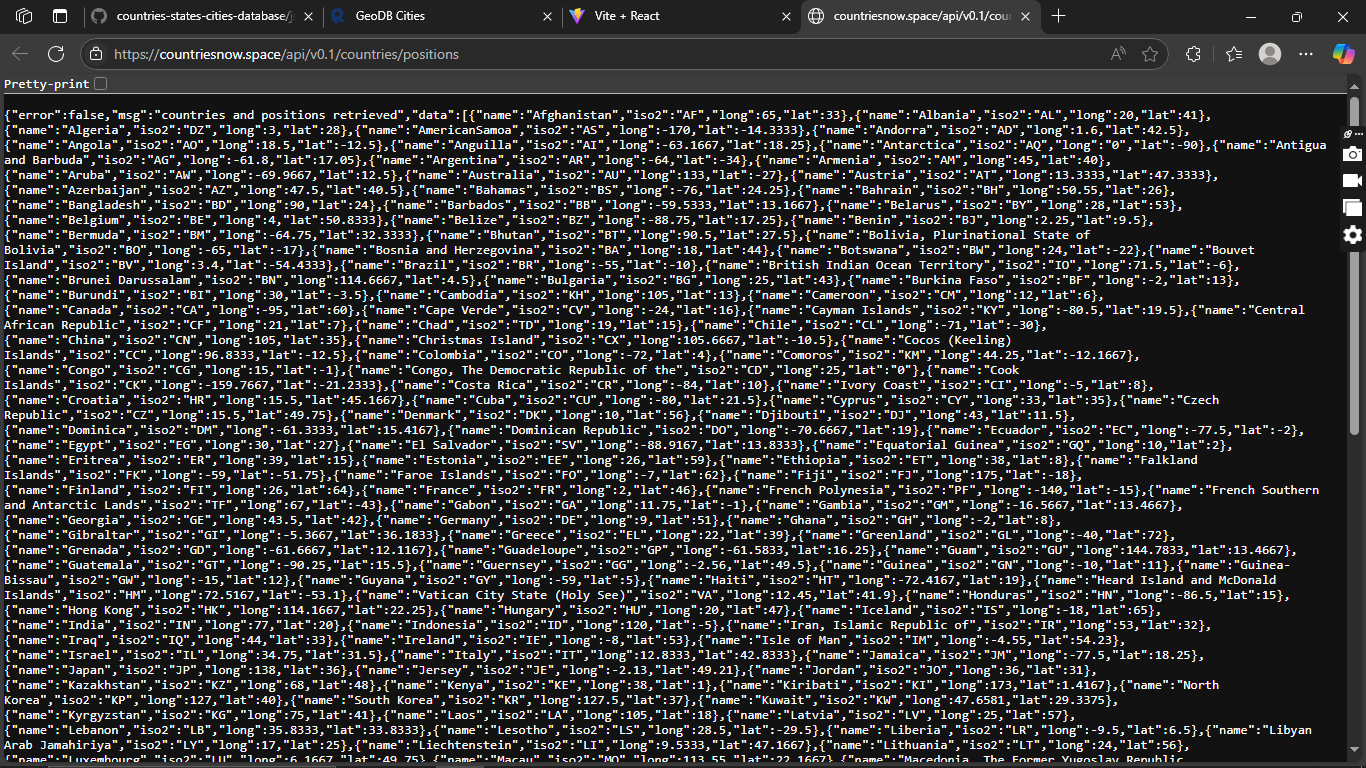 countries-states-cities-database/j
GeoDB Cities
Vite + React
countriesnow.space/api/v0.1/cour
https://countriesnow.space/api/v0.1/countries/positions
Pretty-print
{"error":false,"msg":"countries and positions retrieved","data":[{"name":"Afghanistan","iso2":"AF","long":65,"lat":33},{"name":"Albania","iso2":"AL","long":20,"lat":41},
{"name":"Algeria","iso2":"DZ","long":3,"lat":28},{"name":"AmericanSamoa","iso2":"AS","long":-170,"lat":-14.3333},{"name":"Andorra","iso2":"AD","long":1.6,"lat":42.5},
{"name":"Angola","iso2":"AO","long":18.5,"lat":-12.5},{"name":"Anguilla","iso2":"AI","long":-63.1667,"lat":18.25},{"name":"Antarctica","iso2":"AQ","long":"0","lat":-90},{"name":"Antigua
and Barbuda","iso2":"AG","long":-61.8,"lat":17.05},{"name":"Argentina","iso2":"AR","long":-64,"lat":-34},{"name":"Armenia","iso2":"AM","long":45,"lat":40},
{"name":"Aruba","iso2":"AW","long":-69.9667,"lat":12.5},{"name":"Australia","iso2":"AU","long":133,"lat":-27},{"name":"Austria","iso2":"AT","long":13.3333,"lat":47.3333},
{"name":"Azerbaijan","iso2":"AZ","long":47.5,"lat":40.5},{"name":"Bahamas","iso2":"BS","long":-76,"lat":24.25},{"name":"Bahrain","iso2":"BH","long":50.55,"lat":26},
{"name":"Bangladesh","iso2":"BD","long":90,"lat":24},{"name":"Barbados","iso2":"BB","long":-59.5333,"lat":13.1667},{"name":"Belarus","iso2":"BY","long":28,"lat":53},
{"name":"Belgium","iso2":"BE","long":4,"lat":50.8333},{"name":"Belize","iso2":"BZ","long":-88.75,"lat":17.25},{"name":"Benin","iso2":"BJ","long":2.25,"lat":9.5},
{"name":"Bermuda","iso2":"BM","long":-64.75,"lat":32.3333},{"name":"Bhutan","iso2":"BT","long":90.5,"lat":27.5},{"name":"Bolivia, Plurinational State of
Bolivia","iso2":"BO","long":-65,"lat":-17},{"name":"Bosnia and Herzegovina","iso2":"BA","long":18,"lat":44},{"name":"Botswana","iso2":"BW","long":24,"lat":-22},{"name":"Bouvet
Island","iso2":"BV","long":3.4,"lat":-54.4333},{"name":"Brazil","iso2":"BR","long":-55,"lat":-10},{"name":"British Indian Ocean Territory","iso2":"IO","long":71.5,"lat":-6},
{"name":"Brunei Darussalam","iso2":"BN","long":114.6667,"lat":4.5},{"name":"Bulgaria","iso2":"BG","long":25,"lat":43},{"name":"Burkina Faso","iso2":"BF","long":-2,"lat":13},
{"name":"Burundi","iso2":"BI","long":30,"lat":-3.5},{"name":"Cambodia","iso2":"KH","long":105,"lat":13},{"name":"Cameroon","iso2":"CM","long":12,"lat":6},
{"name":"Canada","iso2":"CA","long":-95,"lat":60},{"name":"Cape Verde","iso2":"CV","long":-24,"lat":16},{"name":"Cayman Islands","iso2":"KY","long":-80.5,"lat":19.5},{"name":"Central
African Republic","iso2":"CF","long":21,"lat":7},{"name":"Chad","iso2":"TD","long":19,"lat":15},{"name":"Chile","iso2":"CL","long":-71,"lat":-30},
{"name":"China","iso2":"CN","long":105,"lat":35},{"name":"Christmas Island","iso2":"CX","long":105.6667,"lat":-10.5},{"name":"Cocos (Keeling)
Islands","iso2":"CC","long":96.8333,"lat":-12.5},{"name":"Colombia","iso2":"CO","long":-72,"lat":4},{"name":"Comoros","iso2":"KM","long":44.25,"lat":-12.1667},
{"name":"Congo","iso2":"CG","long":15,"lat":-1},{"name":"Congo, The Democratic Republic of the","iso2":"CD","long":25,"lat":"0"},{"name":"Cook
Islands","iso2":"CK","long":-159.7667,"lat":-21.2333},{"name":"Costa Rica","iso2":"CR","long":-84,"lat":10},{"name":"Ivory Coast","iso2":"CI","long":-5,"lat":8},
{"name":"Croatia","iso2":"HR","long":15.5,"lat":45.1667},{"name":"Cuba","iso2":"CU","long":-80,"lat":21.5},{"name":"Cyprus","iso2":"CY","long":33,"lat":35},{"name":"Czech
Republic","iso2":"CZ","long":15.5,"lat":49.75},{"name":"Denmark","iso2":"DK","long":10,"lat":56},{"name":"Djibouti","iso2":"DJ","long":43,"lat":11.5},
{"name":"Dominica","iso2":"DM","long":-61.3333,"lat":15.4167},{"name":"Dominican Republic","iso2":"DO","long":-70.6667,"lat":19},{"name":"Ecuador","iso2":"EC","long":-77.5,"lat":-2},
{"name":"Egypt","iso2":"EG","long":30,"lat":27},{"name":"El Salvador","iso2":"SV","long":-88.9167,"lat":13.8333},{"name":"Equatorial Guinea","iso2":"GQ","long":10,"lat":2},
{"name":"Eritrea","iso2":"ER","long":39,"lat":15},{"name":"Estonia","iso2":"EE","long":26,"lat":59},{"name":"Ethiopia","iso2":"ET","long":38,"lat":8},{"name":"Falkland
Islands","iso2":"FK","long":-59,"lat":-51.75},{"name":"Faroe Islands","iso2":"FO","long":-7,"lat":62},{"name":"Fiji","iso2":"FJ","long":175,"lat":-18},
{"name":"Finland","iso2":"FI","long":26,"lat":64},{"name":"France","iso2":"FR","long":2,"lat":46},{"name":"French Polynesia","iso2":"PF","long":-140,"lat":-15},{"name":"French Southern
and Antarctic Lands","iso2":"TF","long":67,"lat":-43},{"name":"Gabon","iso2":"GA","long":11.75,"lat":-1},{"name":"Gambia","iso2":"GM","long":-16.5667,"lat":13.4667},
{"name":"Georgia","iso2":"GE","long":43.5,"lat":42},{"name":"Germany","iso2":"DE","long":9,"lat":51},{"name":"Ghana","iso2":"GH","long":-2,"lat":8},
{"name":"Gibraltar","iso2":"GI","long":-5.3667,"lat":36.1833},{"name":"Greece","iso2":"EL","long":22,"lat":39},{"name":"Greenland","iso2":"GL","long":-40,"lat":72},
{"name":"Grenada","iso2":"GD","long":-61.6667,"lat":12.1167},{"name":"Guadeloupe","iso2":"GP","long":-61.5833,"lat":16.25},{"name":"Guam","iso2":"GU","long":144.7833,"lat":13.4667},
{"name":"Guatemala","iso2":"GT","long":-90.25,"lat":15.5},{"name":"Guernsey","iso2":"GG","long":-2.56,"lat":49.5},{"name":"Guinea","iso2":"GN","long":-10,"lat":11},{"name":"Guinea-
Bissau","iso2":"GW","long":-15,"lat":12},{"name":"Guyana","iso2":"GY","long":-59,"lat":5},{"name":"Haiti","iso2":"HT","long":-72.4167,"lat":19},{"name":"Heard Island and McDonald
Islands","iso2":"HM","long":72.5167,"lat":-53.1},{"name":"Vatican City State (Holy See)","iso2":"VA","long":12.45,"lat":41.9},{"name":"Honduras","iso2":"HN","long":-86.5,"lat":15},
{"name":"Hong Kong","iso2":"HK","long":114.1667,"lat":22.25},{"name":"Hungary","iso2":"HU","long":20,"lat":47},{"name":"Iceland","iso2":"IS","long":-18,"lat":65},
{"name":"India","iso2":"IN","long":77,"lat":20},{"name":"Indonesia","iso2":"ID","long":120,"lat":-5},{"name":"Iran, Islamic Republic of","iso2":"IR","long":53,"lat":32},
{"name":"Iraq","iso2":"IQ","long":44,"lat":33},{"name":"Ireland","iso2":"IE","long":-8,"lat":53},{"name":"Isle of Man","iso2":"IM","long":-4.55,"lat":54.23},
{"name":"Israel","iso2":"IL","long":34.75,"lat":31.5},{"name":"Italy","iso2":"IT","long":12.8333,"lat":42.8333},{"name":"Jamaica","iso2":"JM","long":-77.5,"lat":18.25},
{"name":"Japan","iso2":"JP","long":138,"lat":36},{"name":"Jersey","iso2":"JE","long":-2.13,"lat":49.21},{"name":"Jordan","iso2":"JO","long":36,"lat":31},
{"name":"Kazakhstan","iso2":"KZ","long":68,"lat":48},{"name":"Kenya","iso2":"KE","long":38,"lat":1},{"name":"Kiribati","iso2":"KI","long":173,"lat":1.4167},{"name":"North
Korea","iso2":"KP","long":127,"lat":40},{"name":"South Korea","iso2":"KR","long":127.5,"lat":37},{"name":"Kuwait","iso2":"KW","long":47.6581,"lat":29.3375},
{"name":"Kyrgyzstan","iso2":"KG","long":75,"lat":41},{"name":"Laos","iso2":"LA","long":105,"lat":18},{"name":"Latvia","iso2":"LV","long":25,"lat":57},
{"name":"Lebanon","iso2":"LB","long":35.8333,"lat":33.8333},{"name":"Lesotho","iso2":"LS","long":28.5,"lat":-29.5},{"name":"Liberia","iso2":"LR","long":-9.5,"lat":6.5},{"name":"Libyan
Arab Jamahiriya","iso2":"LY","long":17,"lat":25},{"name":"Liechtenstein","iso2":"LI","long":9.5333,"lat":47.1667},{"name":"Lithuania","iso2":"LT","long":24,"lat":56},
{"name":"Luxembourg","iso2":"LU","long":6.1667,"lat":49.75},{"name":"Macau","iso2":"MO","long":113.55,"lat":22.1667},{"name":"Macedonia, The Former Yugoslav Republic